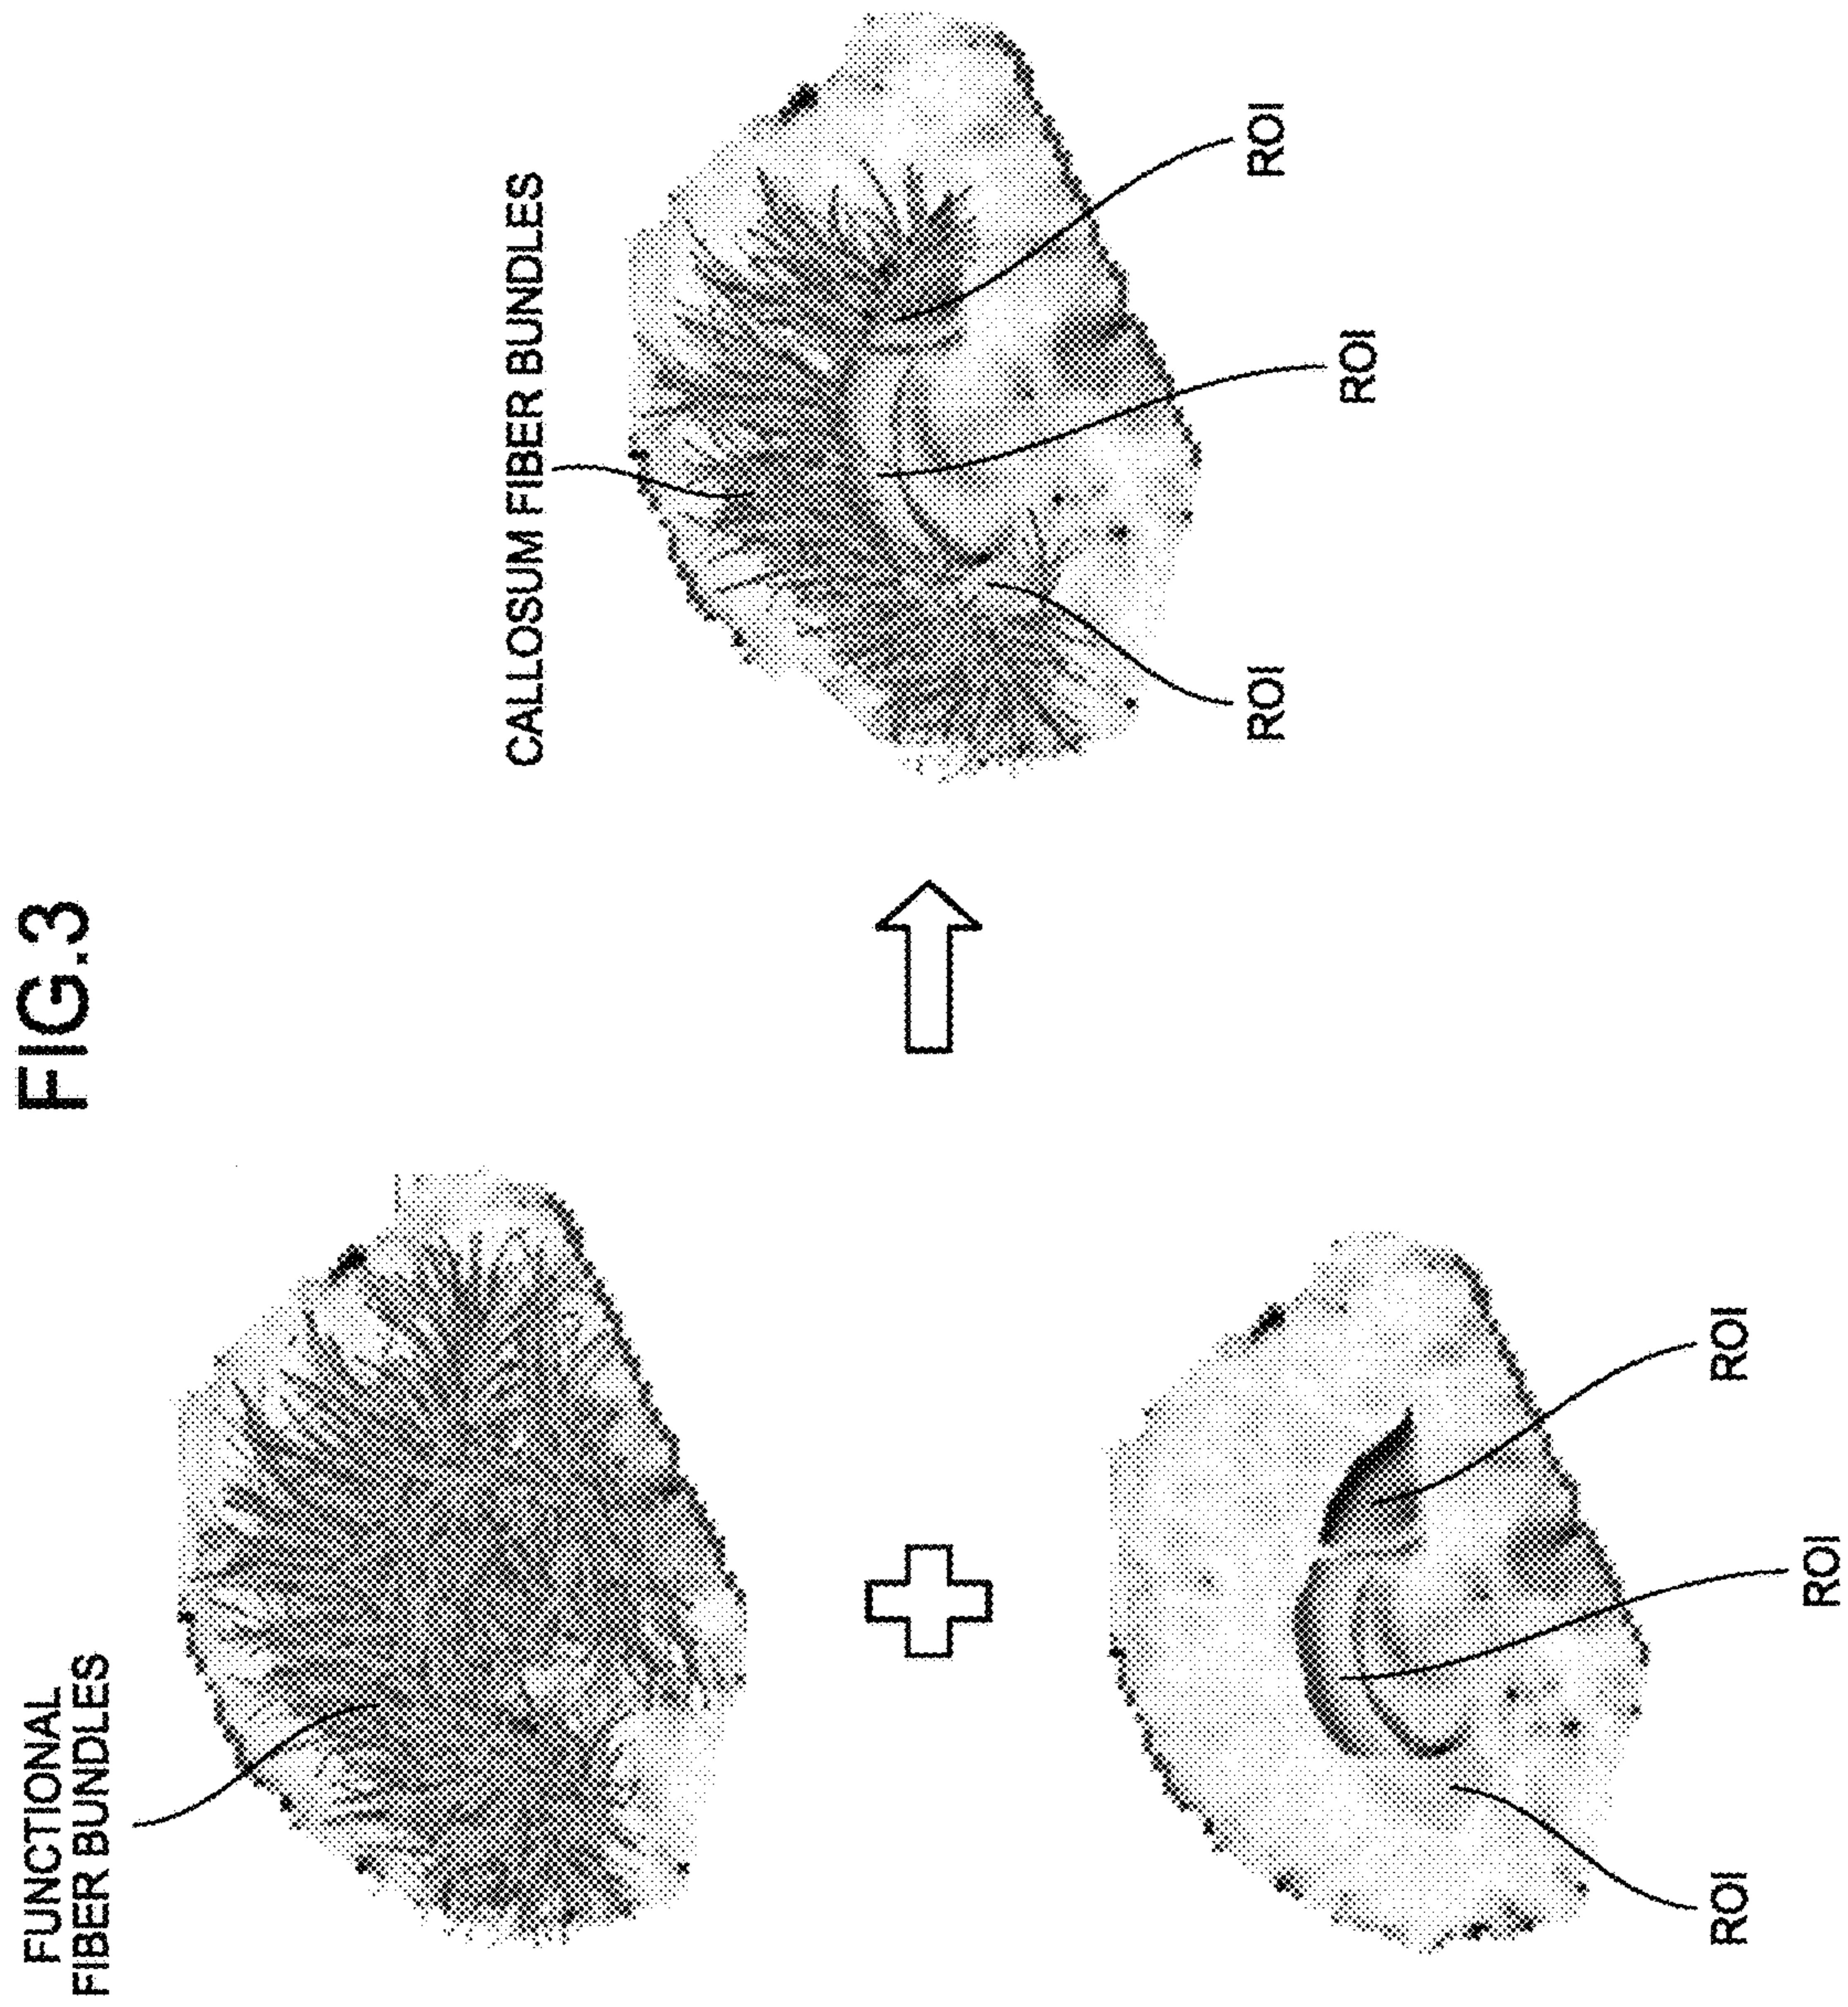 FIG.3
FUNCTIONAL
FIBER BUNDLES
ROI
ROI
ROI
CALLOSUM FIBER BUNDLES
ROI
ROI
ROI